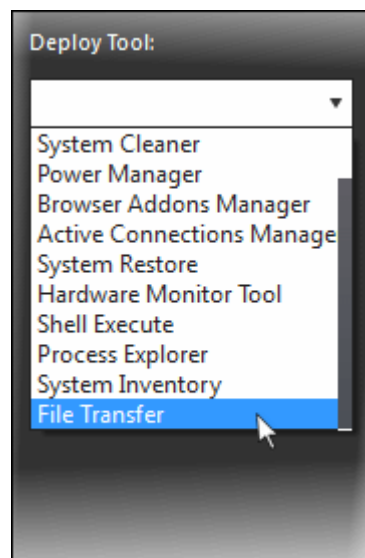 Deploy Tool:
System Cleaner
Power Manager
Browser Addons Manager
Active Connections Manage
System Restore
Hardware Monitor Tool
Shell Execute
Process Explorer
System Inventory
File Transfer